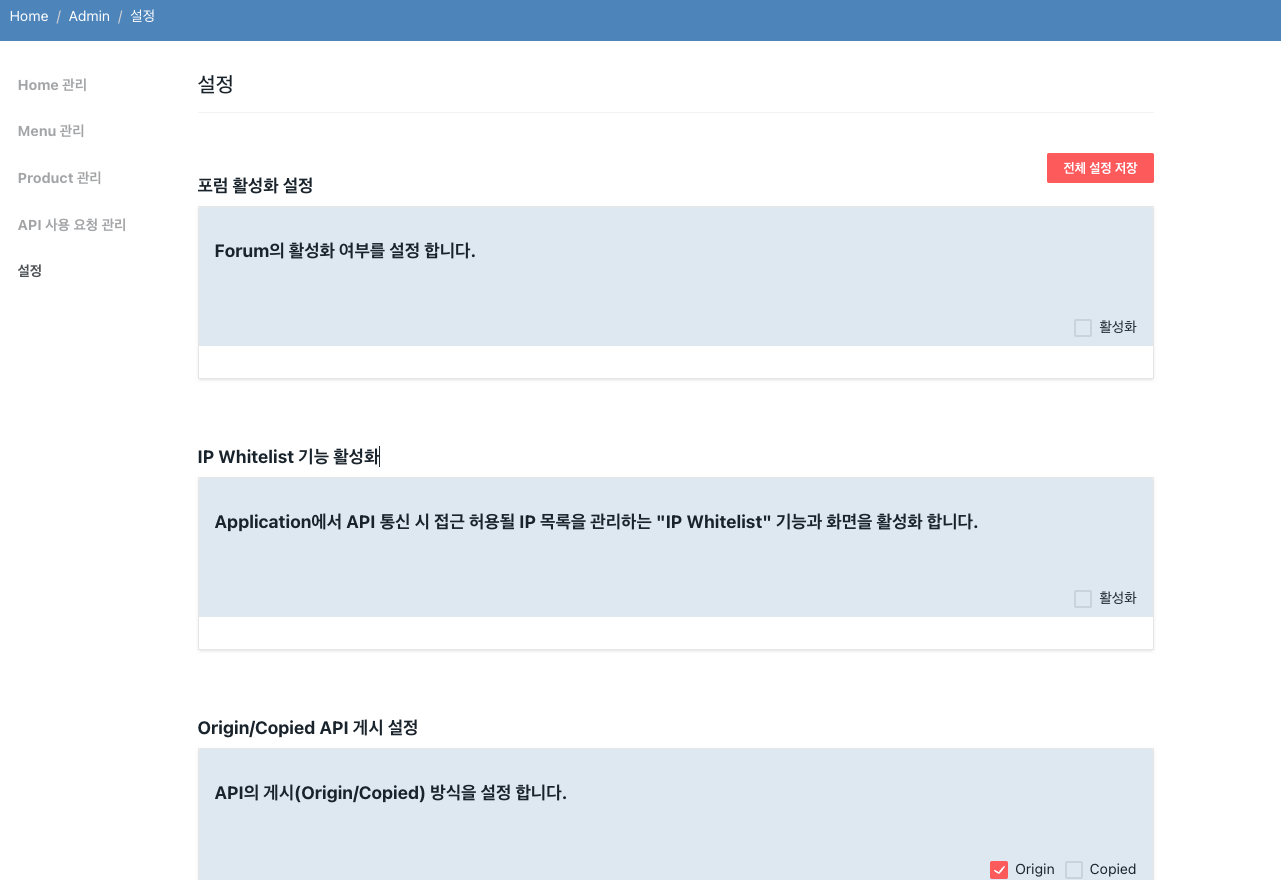 Home / Admin / 설정
Home 관리
Menu 관리
Product 관리
API 사용 요청 관리
설정
설정
전체 설정 저장
포럼 활성화 설정
Forum의 활성화 여부를 설정 합니다.
활성화
IP Whitelist 기능 활성화
Application에서 API 통신 시 접근 허용될 IP 목록을 관리하는 "IP Whitelist" 기능과 화면을 활성화 합니다.
활성화
Origin/Copied API 게시 설정
API의 게시(Origin/Copied) 방식을 설정 합니다.
Origin Copied